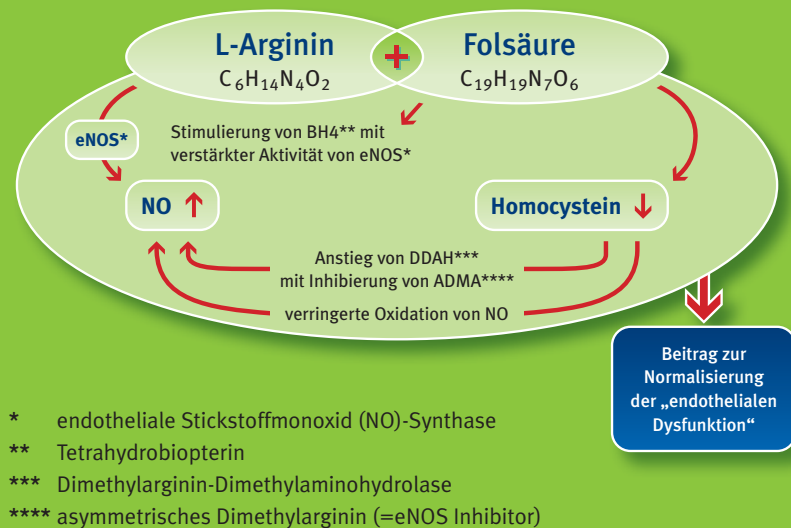 L-Arginin + Folsäure
C₆H₁₄N₄O₂ C₁₉H₁₉N₇O₆
eNOS*
Stimulierung von BH4** mit
verstärkter Aktivität von eNOS*
NO ↑ Homocystein ↓
Anstieg von DDAH***
mit Inhibierung von ADMA****
verringerte Oxidation von NO
Beitrag zur
Normalisierung
der „endothelialen
Dysfunktion“
* endotheliale Stickstoffmonoxid (NO)-Synthase
** Tetrahydrobiopterin
*** Dimethylarginin-Dimethylaminohydrolase
**** asymmetrisches Dimethylarginin (=eNOS Inhibitor)